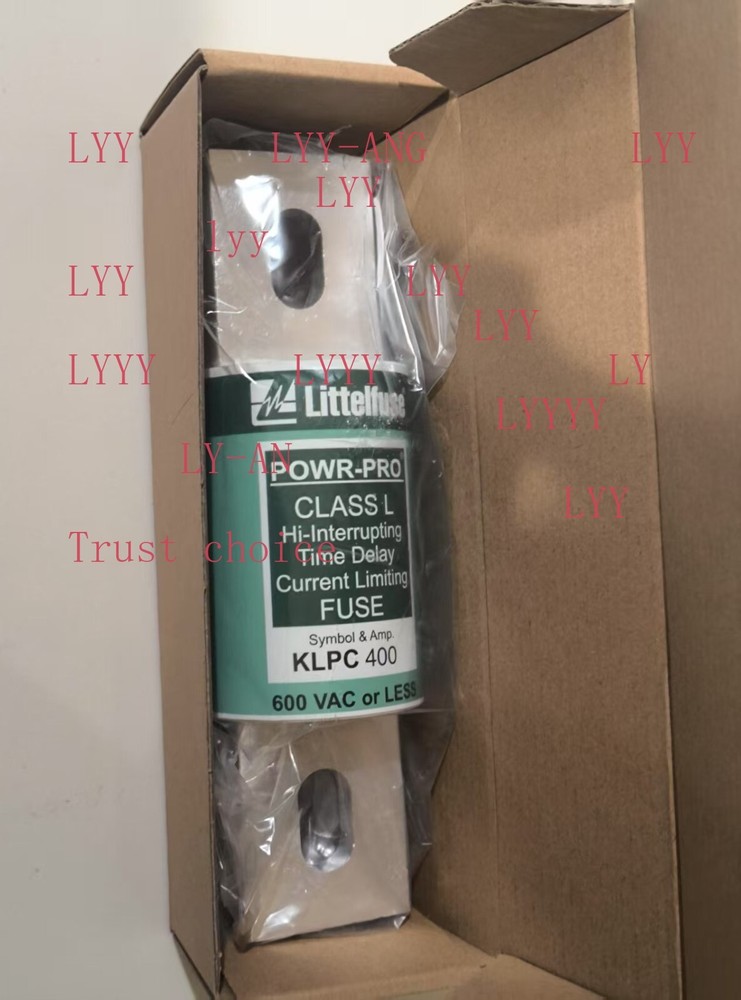 LYY LYY-ANG LYY
LYY
lyy
LYY LYY
LYY
LYYY LYYY LY
LYYYY
Littelfuse
LY-AN
POWR-PRO
LYY
CLASS L
Hi-Interrupting
Trust choice
Time Delay
Current Limiting
FUSE
Symbol & Amp.
KLPC 400
600 VAC or LESS